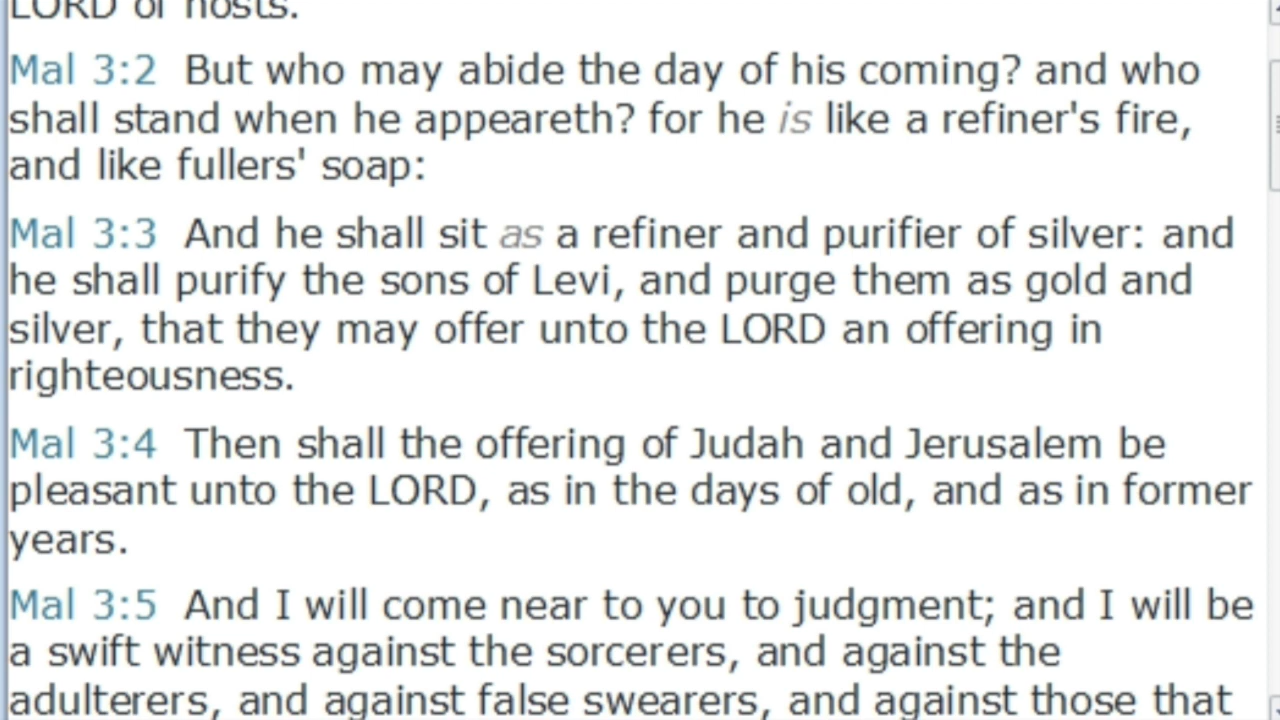 LORD of hosts.
Mal 3:2 But who may abide the day of his coming? and who
shall stand when he appeareth? for he is like a refiner's fire,
and like fullers' soap:
Mal 3:3 And he shall sit as a refiner and purifier of silver: and
he shall purify the sons of Levi, and purge them as gold and
silver, that they may offer unto the LORD an offering in
righteousness.
Mal 3:4 Then shall the offering of Judah and Jerusalem be
pleasant unto the LORD, as in the days of old, and as in former
years.
Mal 3:5 And I will come near to you to judgment; and I will be
a swift witness against the sorcerers, and against the
adulterers, and against false swearers, and against those that